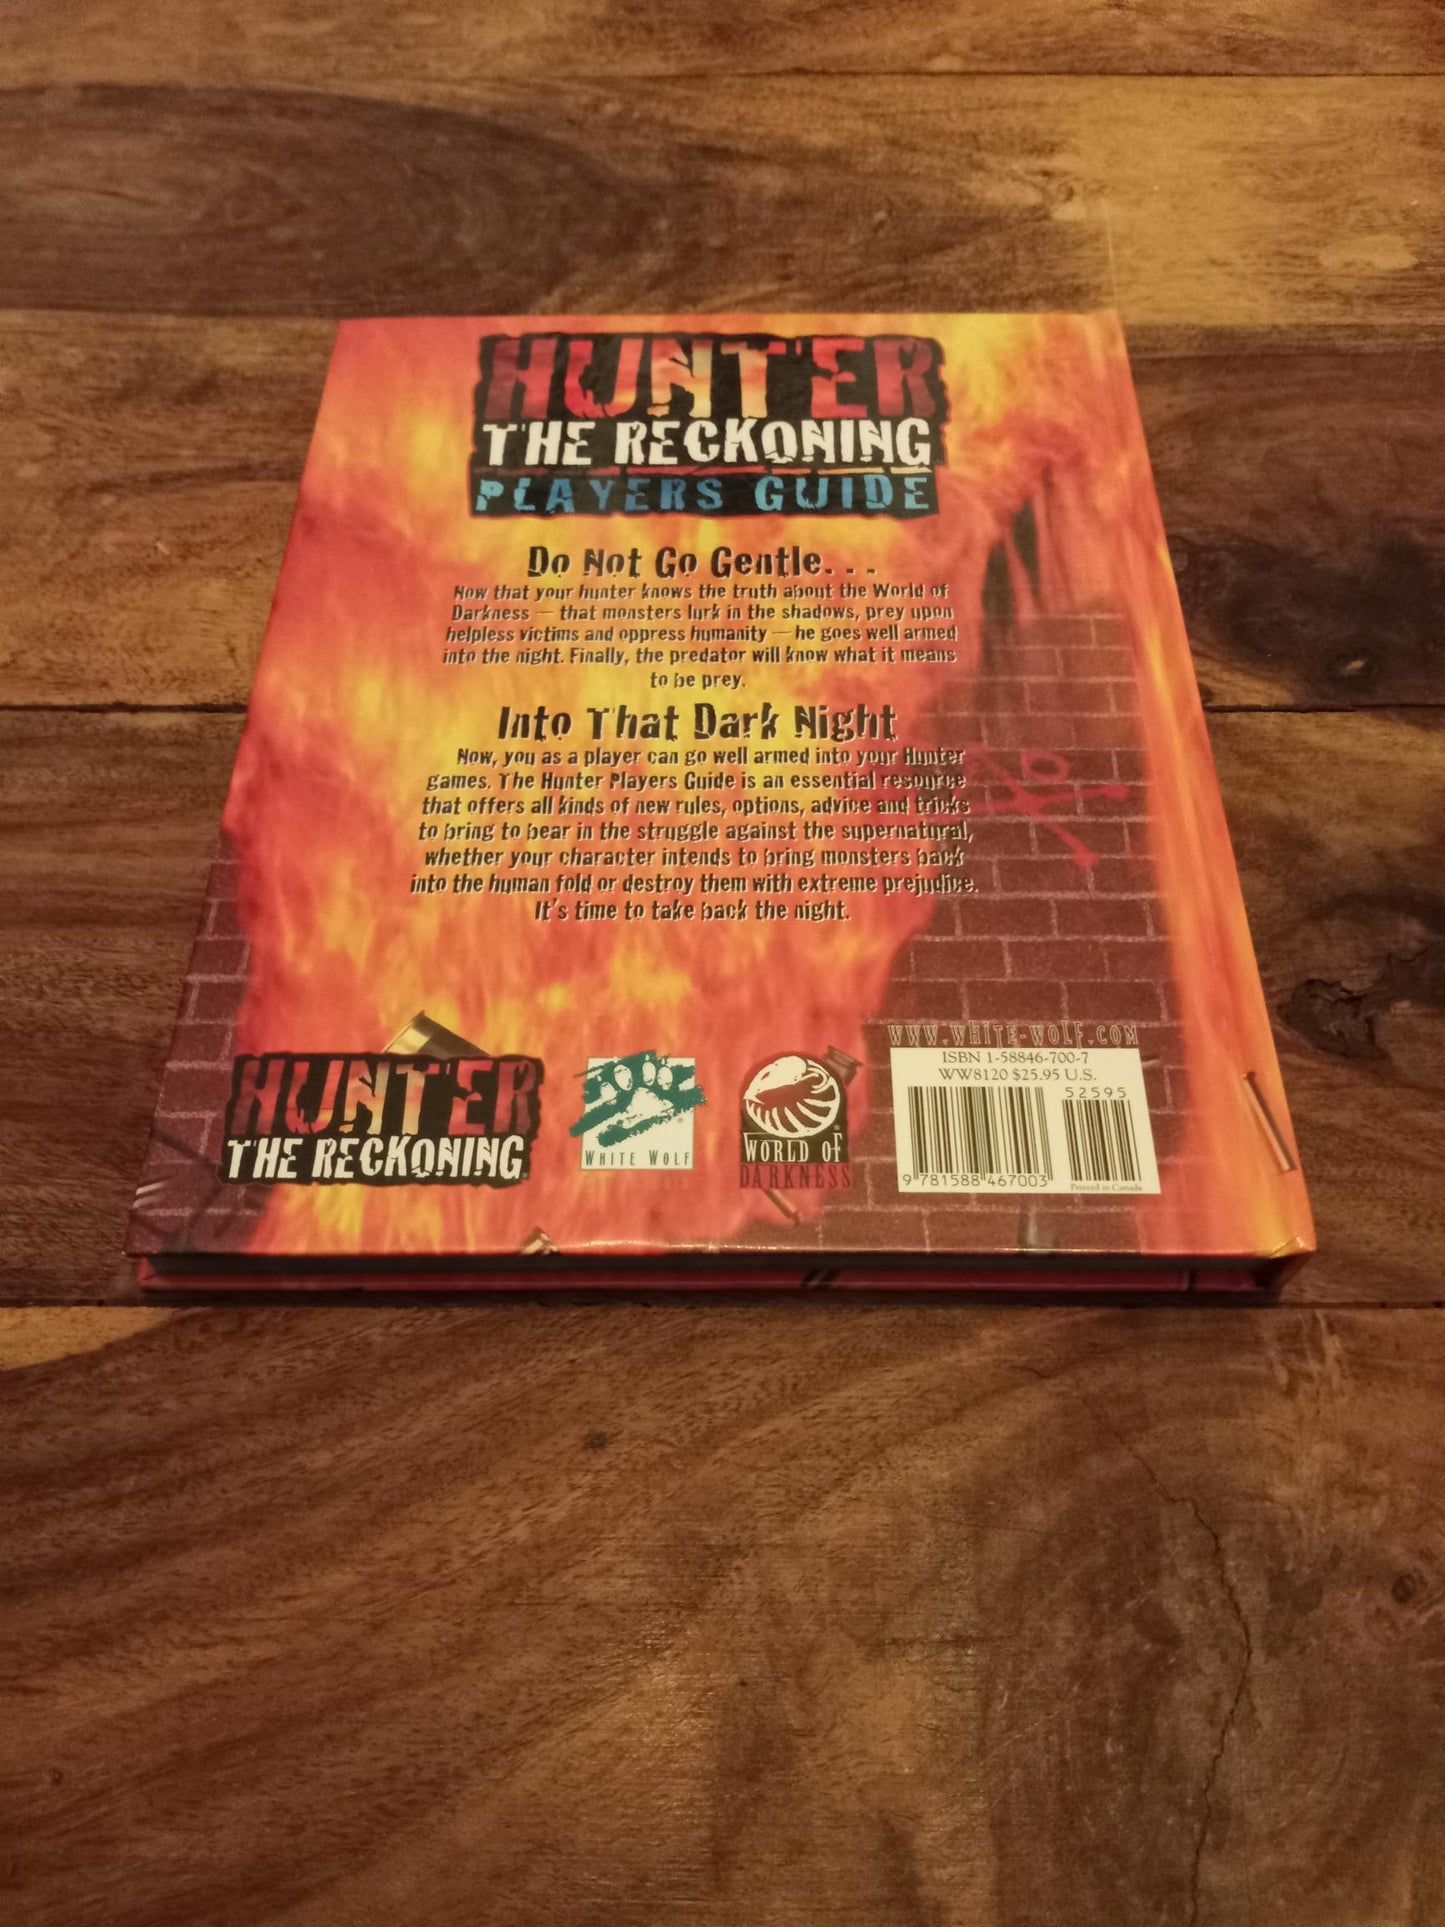 HUNTER
THE RECKONING
PLAYERS GUIDE
Do Not Go Gentle. . .
Now that your hunter knows the truth about the World of
Darkness — that monsters lurk in the shadows, prey upon
helpless victims and oppress humanity — he goes well armed
into the night. Finally, the predator will know what it means
to be prey.
Into That Dark Night
Now, you as a player can go well armed into your Hunter
games. The Hunter Players Guide is an essential resource
that offers all kinds of new rules, options, advice and tricks
to bring to bear in the struggle against the supernatural,
whether your character intends to bring monsters back
into the human fold or destroy them with extreme prejudice.
It's time to take back the night.
WWW.WHITE-WOLF.COM
ISBN 1-58846-700-7
WW8120 $25.95 U.S.
52595
9 781588 467003
Printed in Canada
HUNTER
THE RECKONING
WHITE WOLF
WORLD OF
DARKNESS